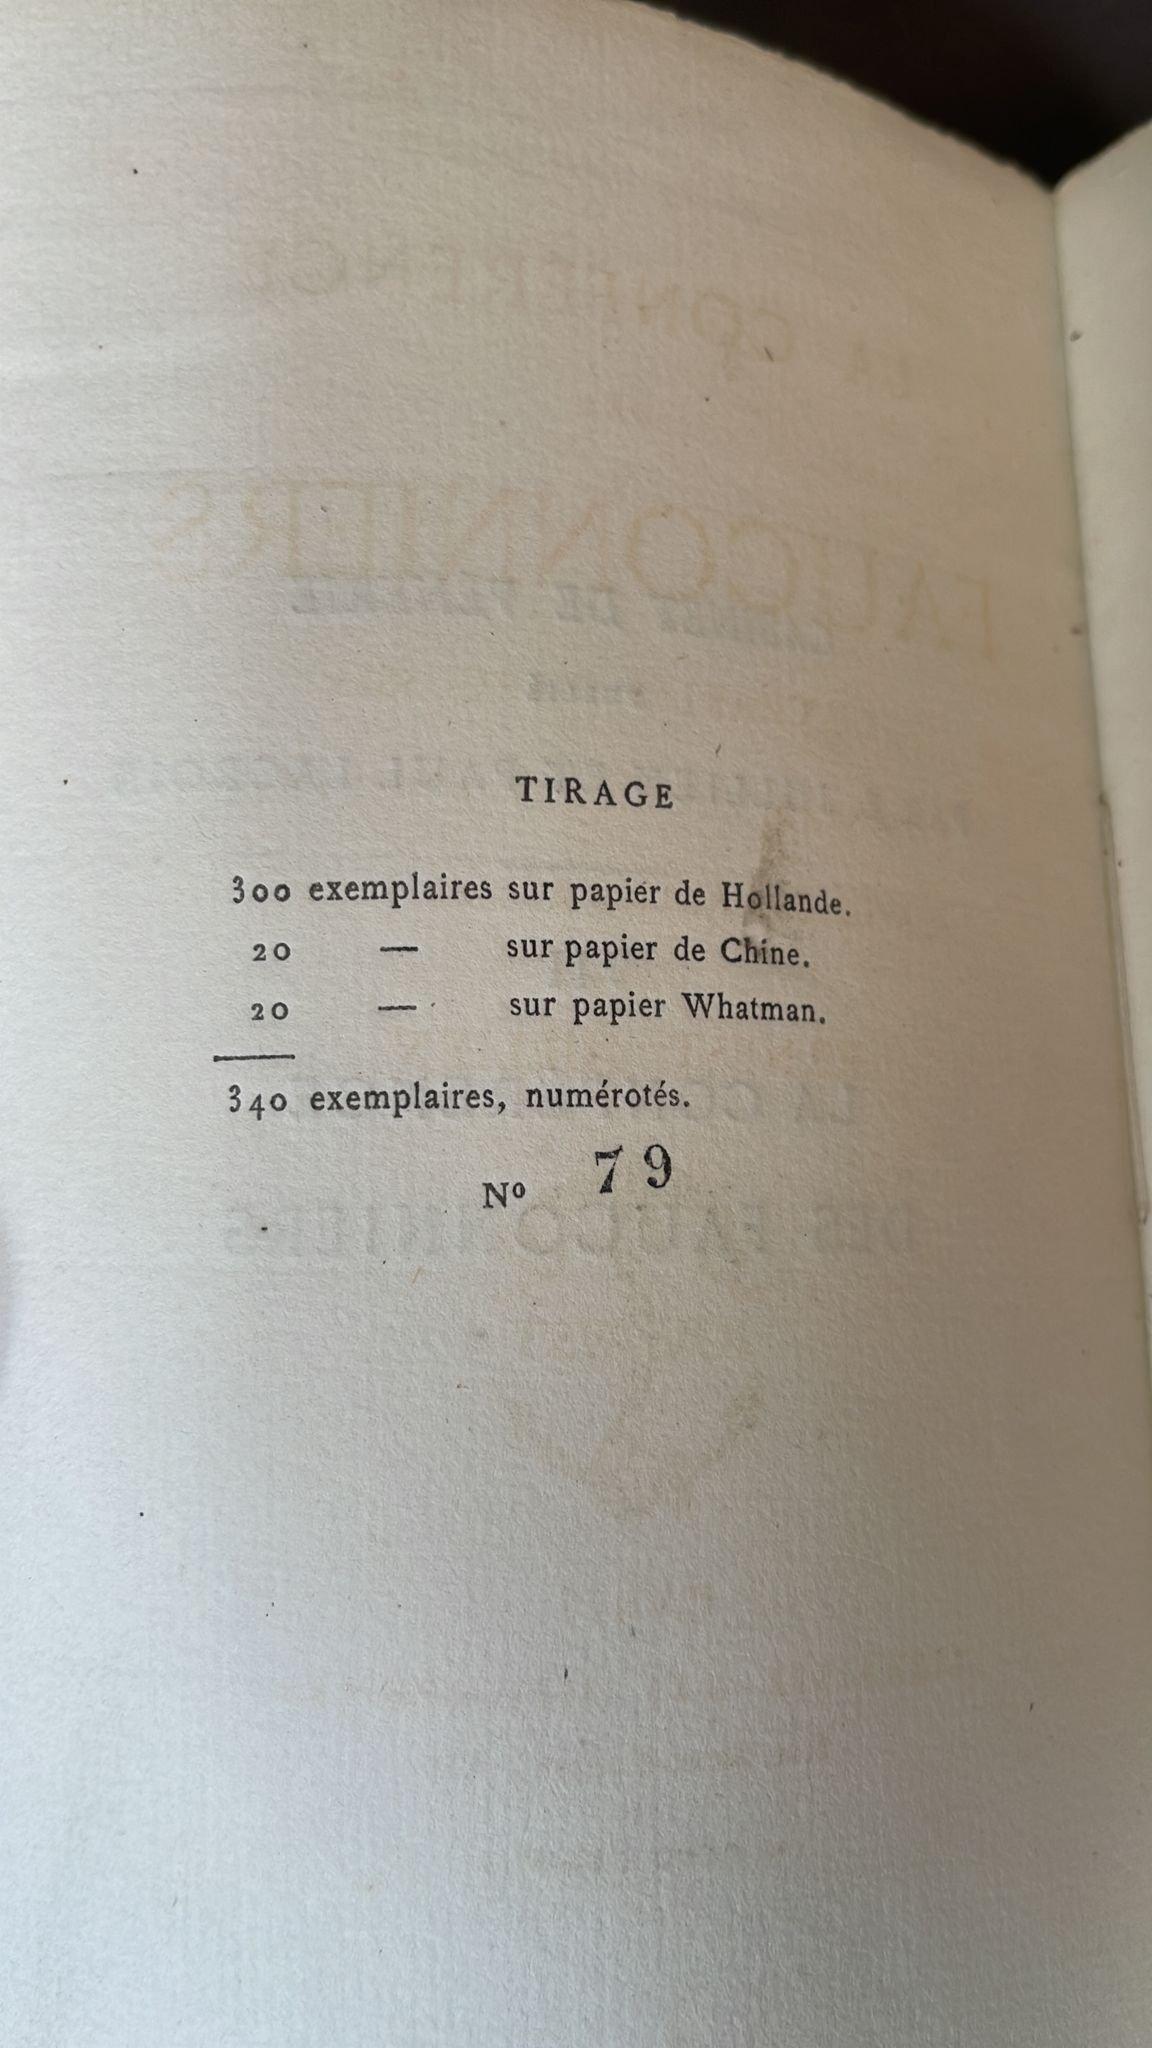 TIRAGE
300 exemplaires sur papier de Hollande.
20 — sur papier de Chine.
20 — sur papier Whatman.
340 exemplaires, numérotés.
Nº 79